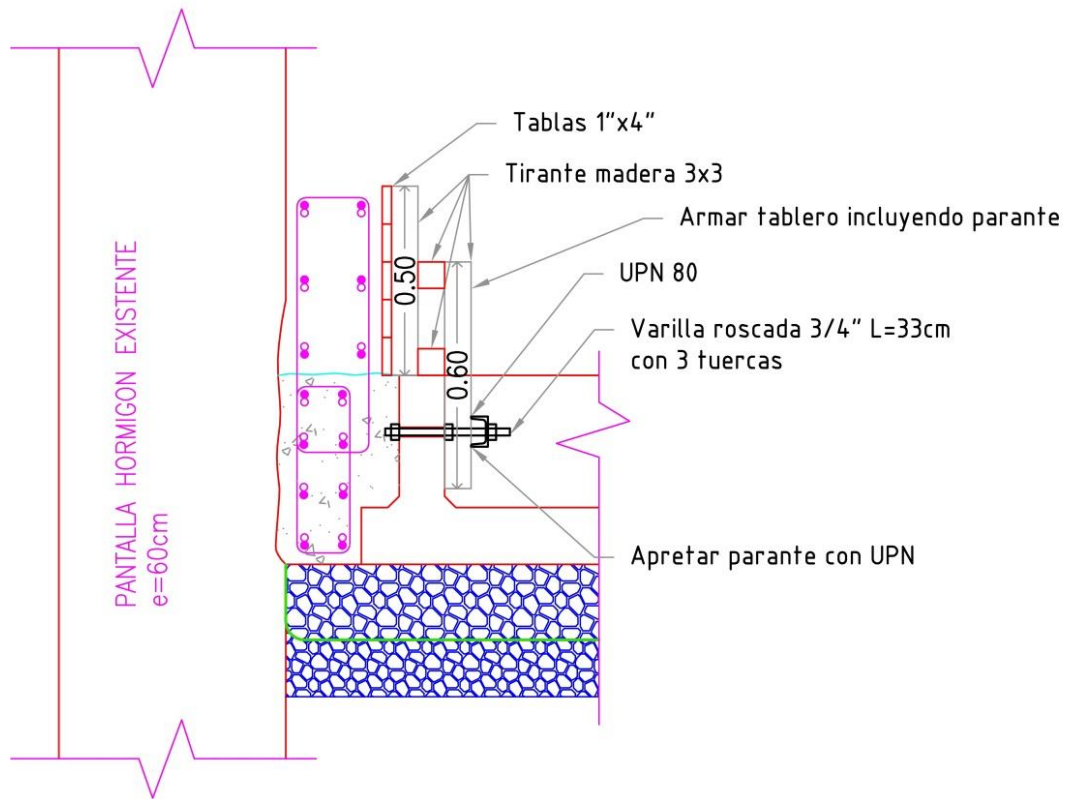 Tablas 1"x4"
Tirante madera 3x3
Armar tablero incluyendo parante
UPN 80
Varilla roscada 3/4" L=33cm
con 3 tuercas
Apretar parante con UPN
0.50
0.60
PANTALLA HORMIGON EXISTENTE
e=60cm